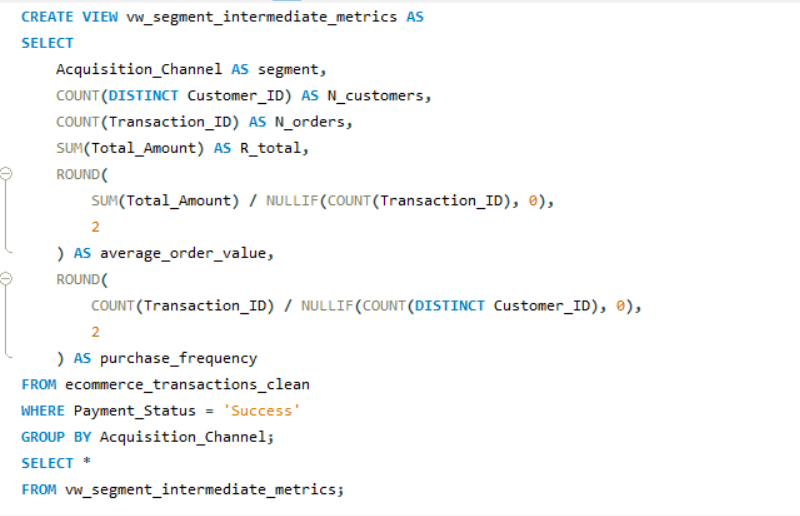 CREATE VIEW vw_segment_intermediate_metrics AS
SELECT
    Acquisition_Channel AS segment,
    COUNT(DISTINCT Customer_ID) AS N_customers,
    COUNT(Transaction_ID) AS N_orders,
    SUM(Total_Amount) AS R_total,
    ROUND(
        SUM(Total_Amount) / NULLIF(COUNT(Transaction_ID), 0),
        2
    ) AS average_order_value,
    ROUND(
        COUNT(Transaction_ID) / NULLIF(COUNT(DISTINCT Customer_ID), 0),
        2
    ) AS purchase_frequency
FROM ecommerce_transactions_clean
WHERE Payment_Status = 'Success'
GROUP BY Acquisition_Channel;
SELECT *
FROM vw_segment_intermediate_metrics;